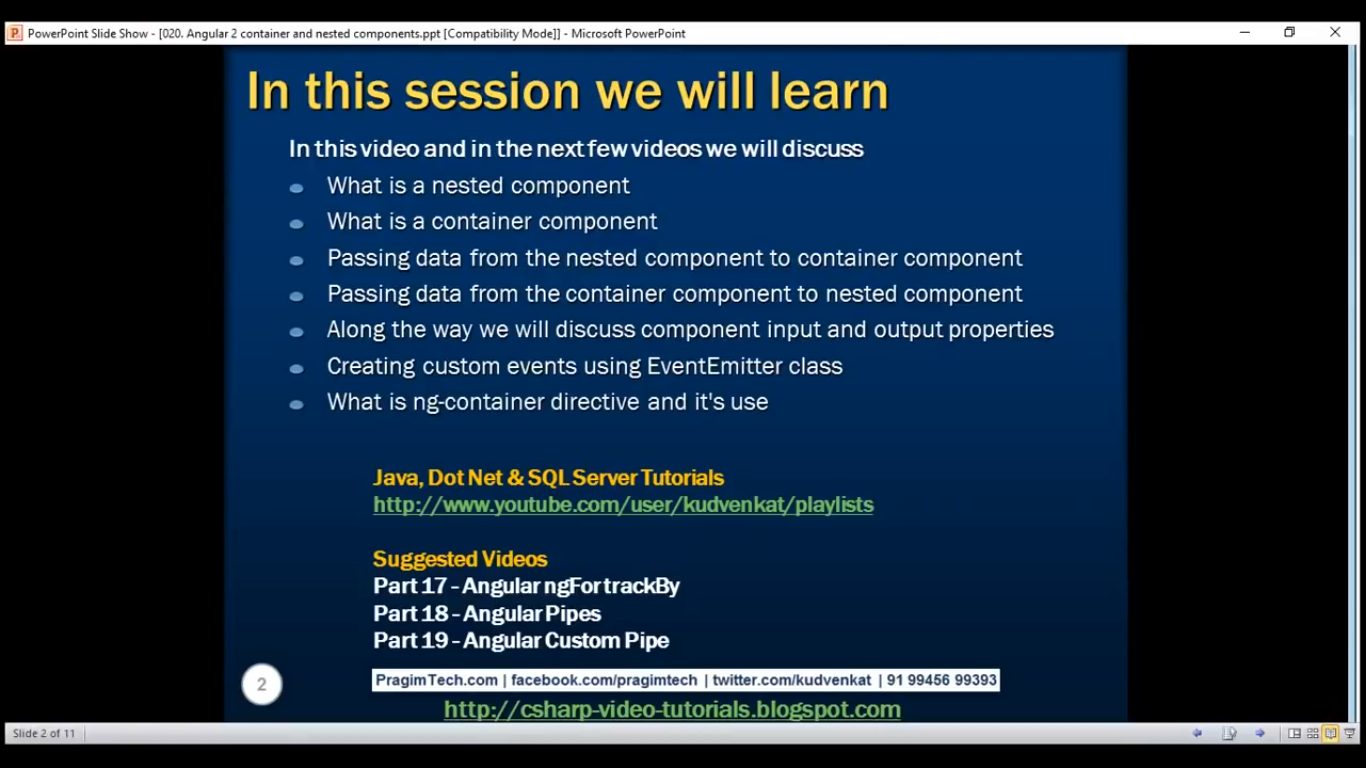 PowerPoint Slide Show - [020. Angular 2 container and nested components.ppt [Compatibility Mode]] - Microsoft PowerPoint
In this session we will learn
In this video and in the next few videos we will discuss
What is a nested component
What is a container component
Passing data from the nested component to container component
Passing data from the container component to nested component
Along the way we will discuss component input and output properties
Creating custom events using EventEmitter class
What is ng-container directive and it's use
Java, Dot Net & SQL Server Tutorials
http://www.youtube.com/user/kudvenkat/playlists
Suggested Videos
Part 17 - Angular ngFor trackBy
Part 18 - Angular Pipes
Part 19 - Angular Custom Pipe
2
PragimTech.com | facebook.com/pragimtech | twitter.com/kudvenkat | 91 99456 99393
http://csharp-video-tutorials.blogspot.com
Slide 2 of 11